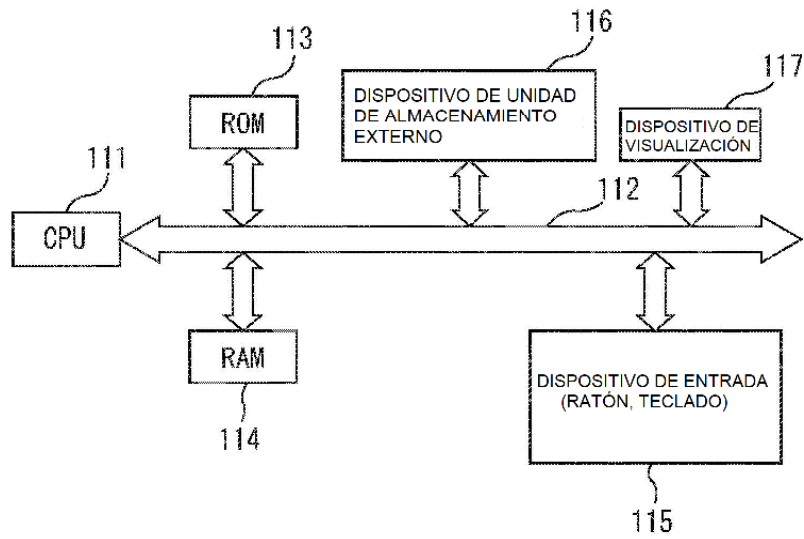 116
113
117
DISPOSITIVO DE UNIDAD
DE ALMACENAMIENTO
EXTERNO
ROM
DISPOSITIVO DE
VISUALIZACIÓN
111
112
CPU
RAM
DISPOSITIVO DE ENTRADA
(RATÓN, TECLADO)
114
115